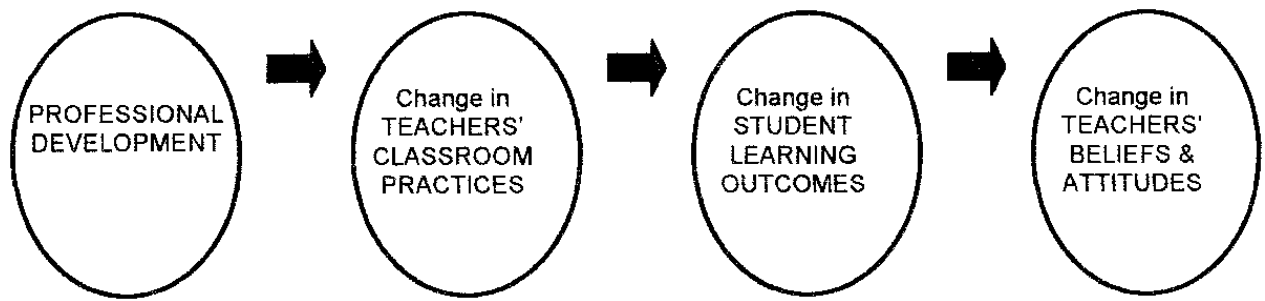 PROFESSIONAL
DEVELOPMENT
Change in
TEACHERS'
CLASSROOM
PRACTICES
Change in
STUDENT
LEARNING
OUTCOMES
Change in
TEACHERS'
BELIEFS &
ATTITUDES